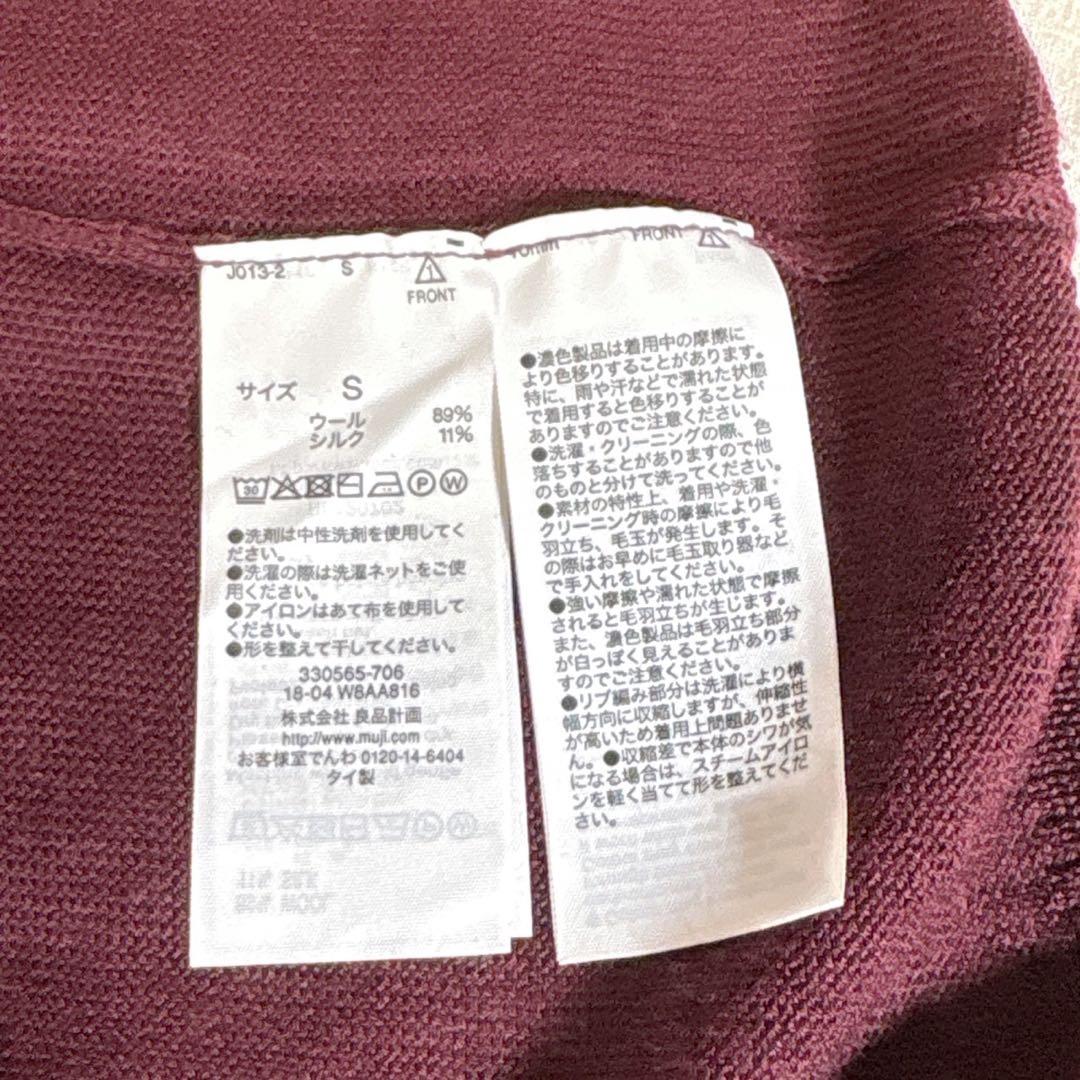 J013-2 S 1
FRONT
サイズ S
ウール 89%
シルク 11%
30
P W
●洗剤は中性洗剤を使用してく
ださい。
●洗濯の際は洗濯ネットをご使
用ください。
●アイロンはあて布を使用して
ください。
●形を整えて干してください。
330565-706
18-04 W8AA816
株式会社 良品計画
http://www.muji.com
お客様室でんわ 0120-14-6404
タイ製
FRONT
●濃色製品は着用中の摩擦に
より色移りすることがあります。
特に、雨や汗などで濡れた状態
で着用すると色移りすることが
ありますのでご注意ください。
●洗濯・クリーニングの際、色
落ちすることがありますので他
のものと分けて洗ってください。
●素材の特性上、着用や洗濯・
クリーニング時の摩擦により毛
羽立ち、毛玉が発生します。そ
の際はお早めに毛玉取り器など
で手入れをしてください。
●強い摩擦や濡れた状態で摩擦
されると毛羽立ちが生じます。
また、濃色製品は毛羽立ち部分
が白っぽく見えることがありま
すのでご注意ください。
●リブ編み部分は洗濯により横
幅方向に収縮しますが、伸縮性
が高いため着用上問題ありませ
ん。●収縮差で本体のシワが気
になる場合は、スチームアイロ
ンを軽く当てて形を整えてくだ
さい。